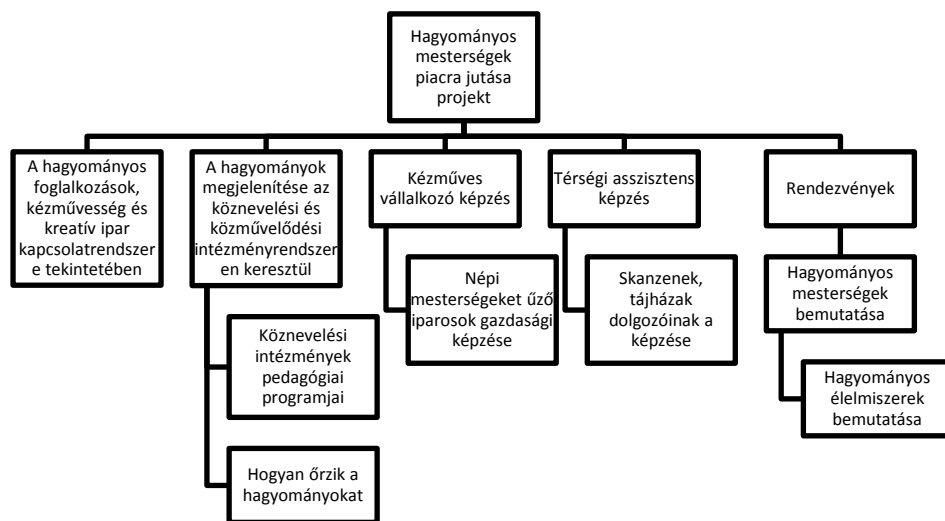 Hagyományos
mesterségek
piacra jutása
projekt
A hagyományos
foglalkozások,
kézművesség és
kreatív ipar
kapcsolatrendszer
e tekintetében
A hagyományok
megjelenítése az
köznevelési és
közművelődési
intézményrendszer
en keresztül
Kézműves
vállalkozó képzés
Térségi asszisztens
képzés
Rendezvények
Népi
mesterségeket űző
iparosok gazdasági
képzése
Skanzenek,
tájházak
dolgozóinak a
képzése
Hagyományos
mesterségek
bemutatása
Köznevelési
intézmények
pedagógiai
programjai
Hagyományos
élelmiszerek
bemutatása
Hogyan őrzik a
hagyományokat